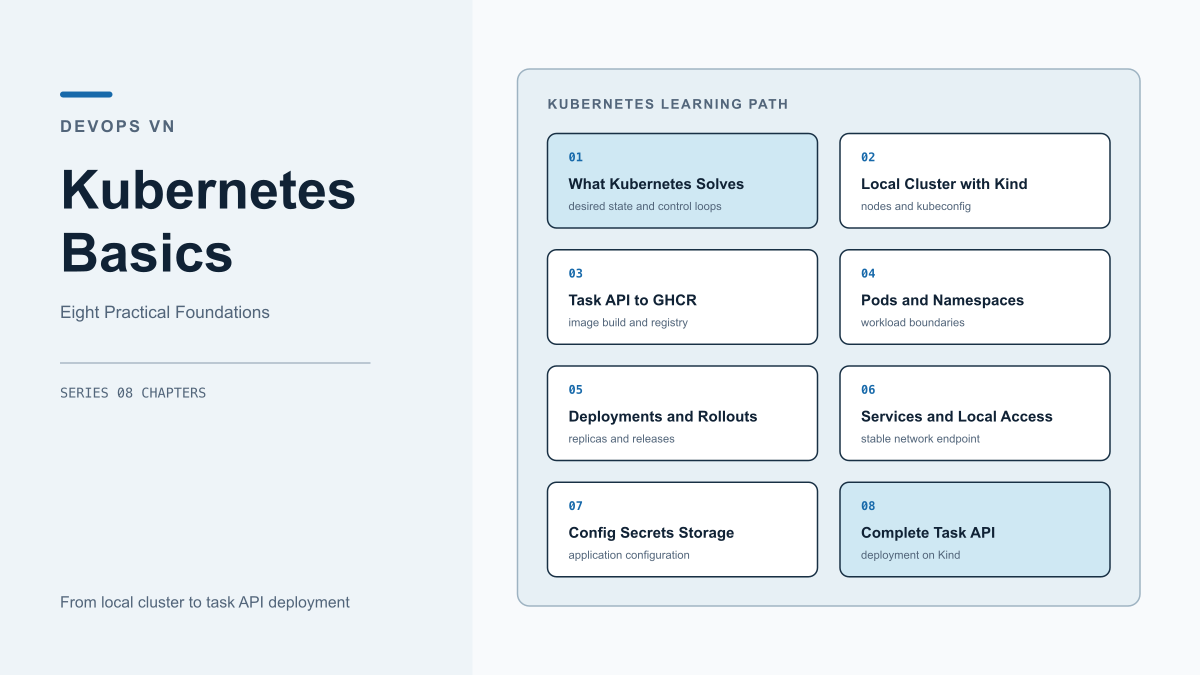 DEVOPS VN
Kubernetes
Basics
Eight Practical Foundations
SERIES 08 CHAPTERS
From local cluster to task API deployment
KUBERNETES LEARNING PATH
01
What Kubernetes Solves
desired state and control loops
02
Local Cluster with Kind
nodes and kubeconfig
03
Task API to GHCR
image build and registry
04
Pods and Namespaces
workload boundaries
05
Deployments and Rollouts
replicas and releases
06
Services and Local Access
stable network endpoint
07
Config Secrets Storage
application configuration
08
Complete Task API
deployment on Kind